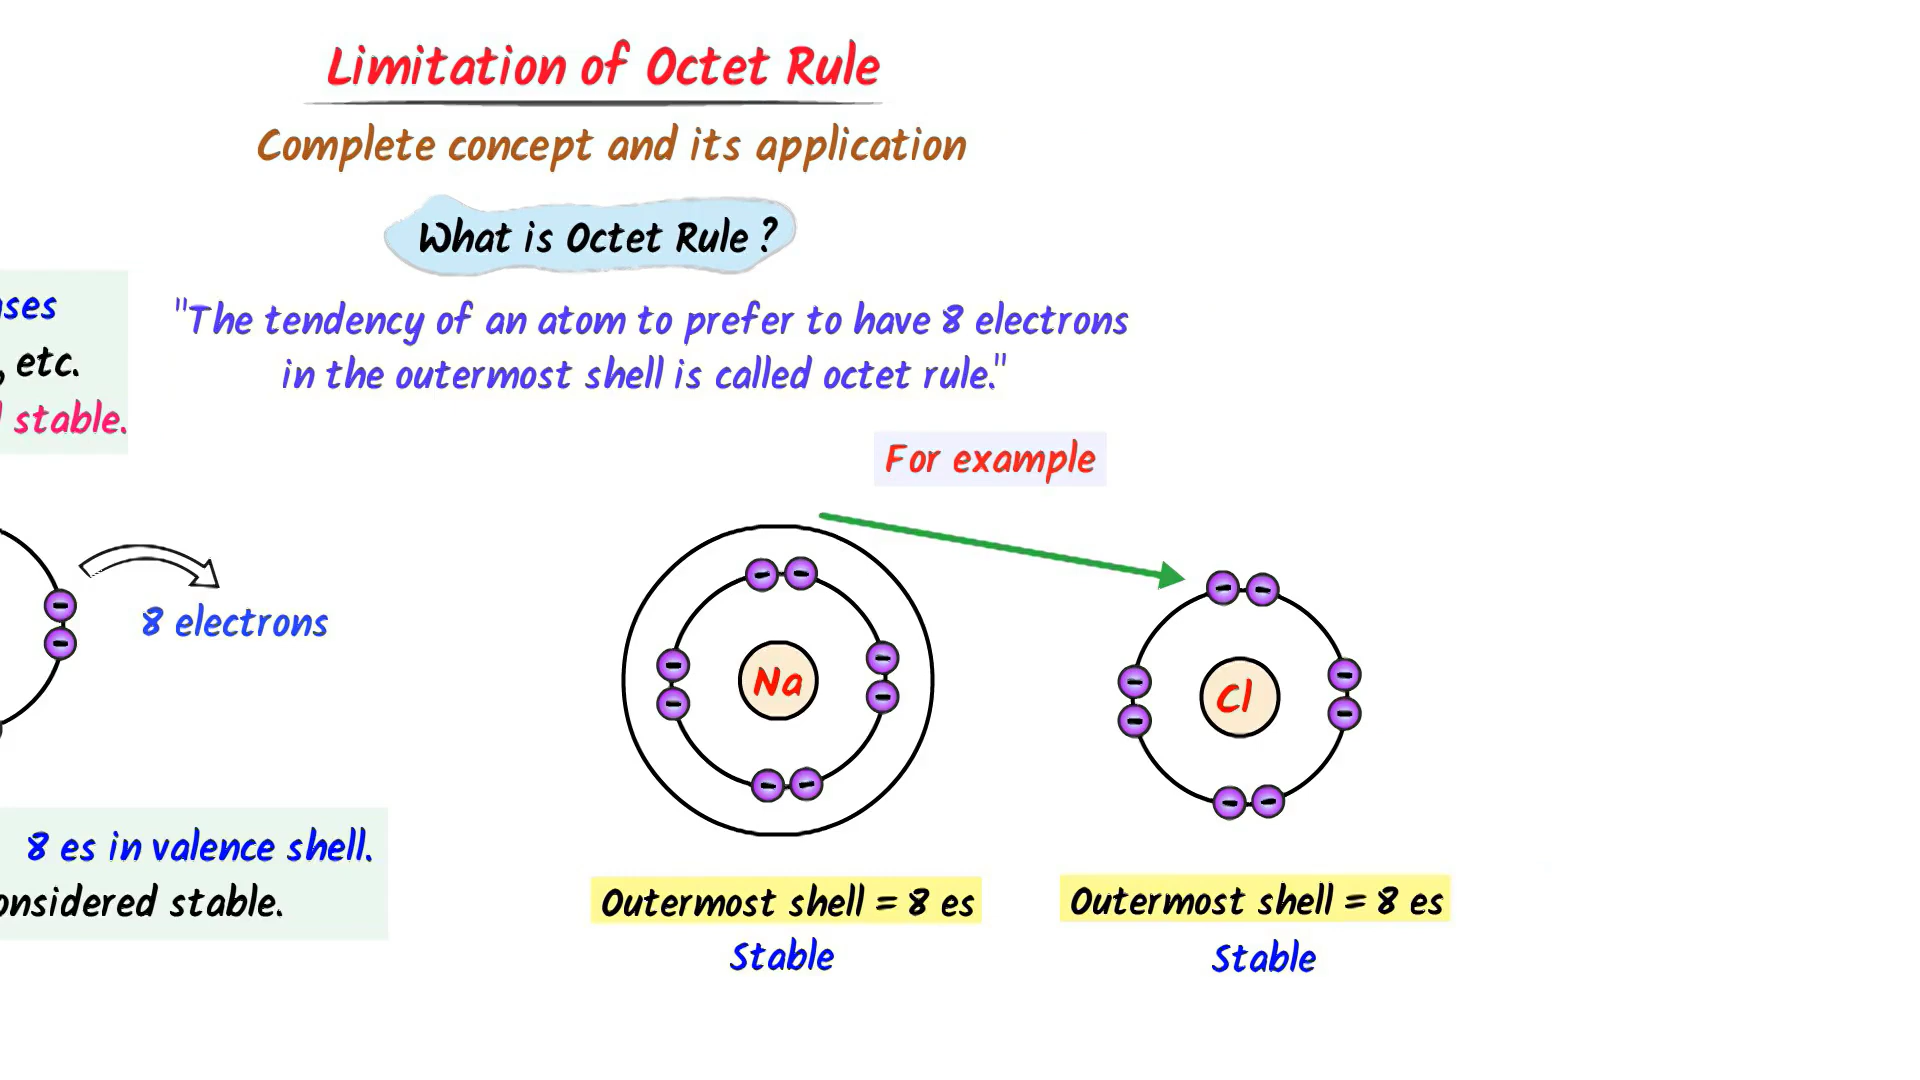 Limitation of Octet Rule
Complete concept and its application
What is Octet Rule ?
"The tendency of an atom to prefer to have 8 electrons
in the outermost shell is called octet rule."
, etc.
stable.
For example
8 electrons
Na
Cl
8 es in valence shell.
stable.
Outermost shell = 8 es
Stable
Outermost shell = 8 es
Stable